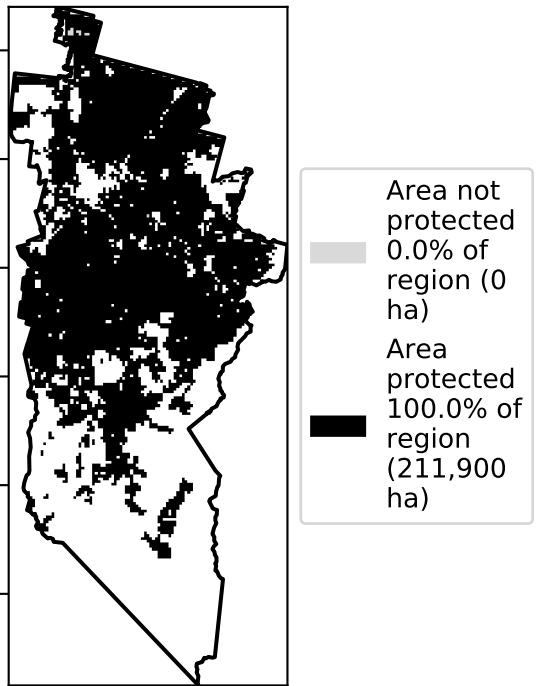 Area not
protected
0.0% of
region (0
ha)
Area
protected
100.0% of
region
(211,900
ha)